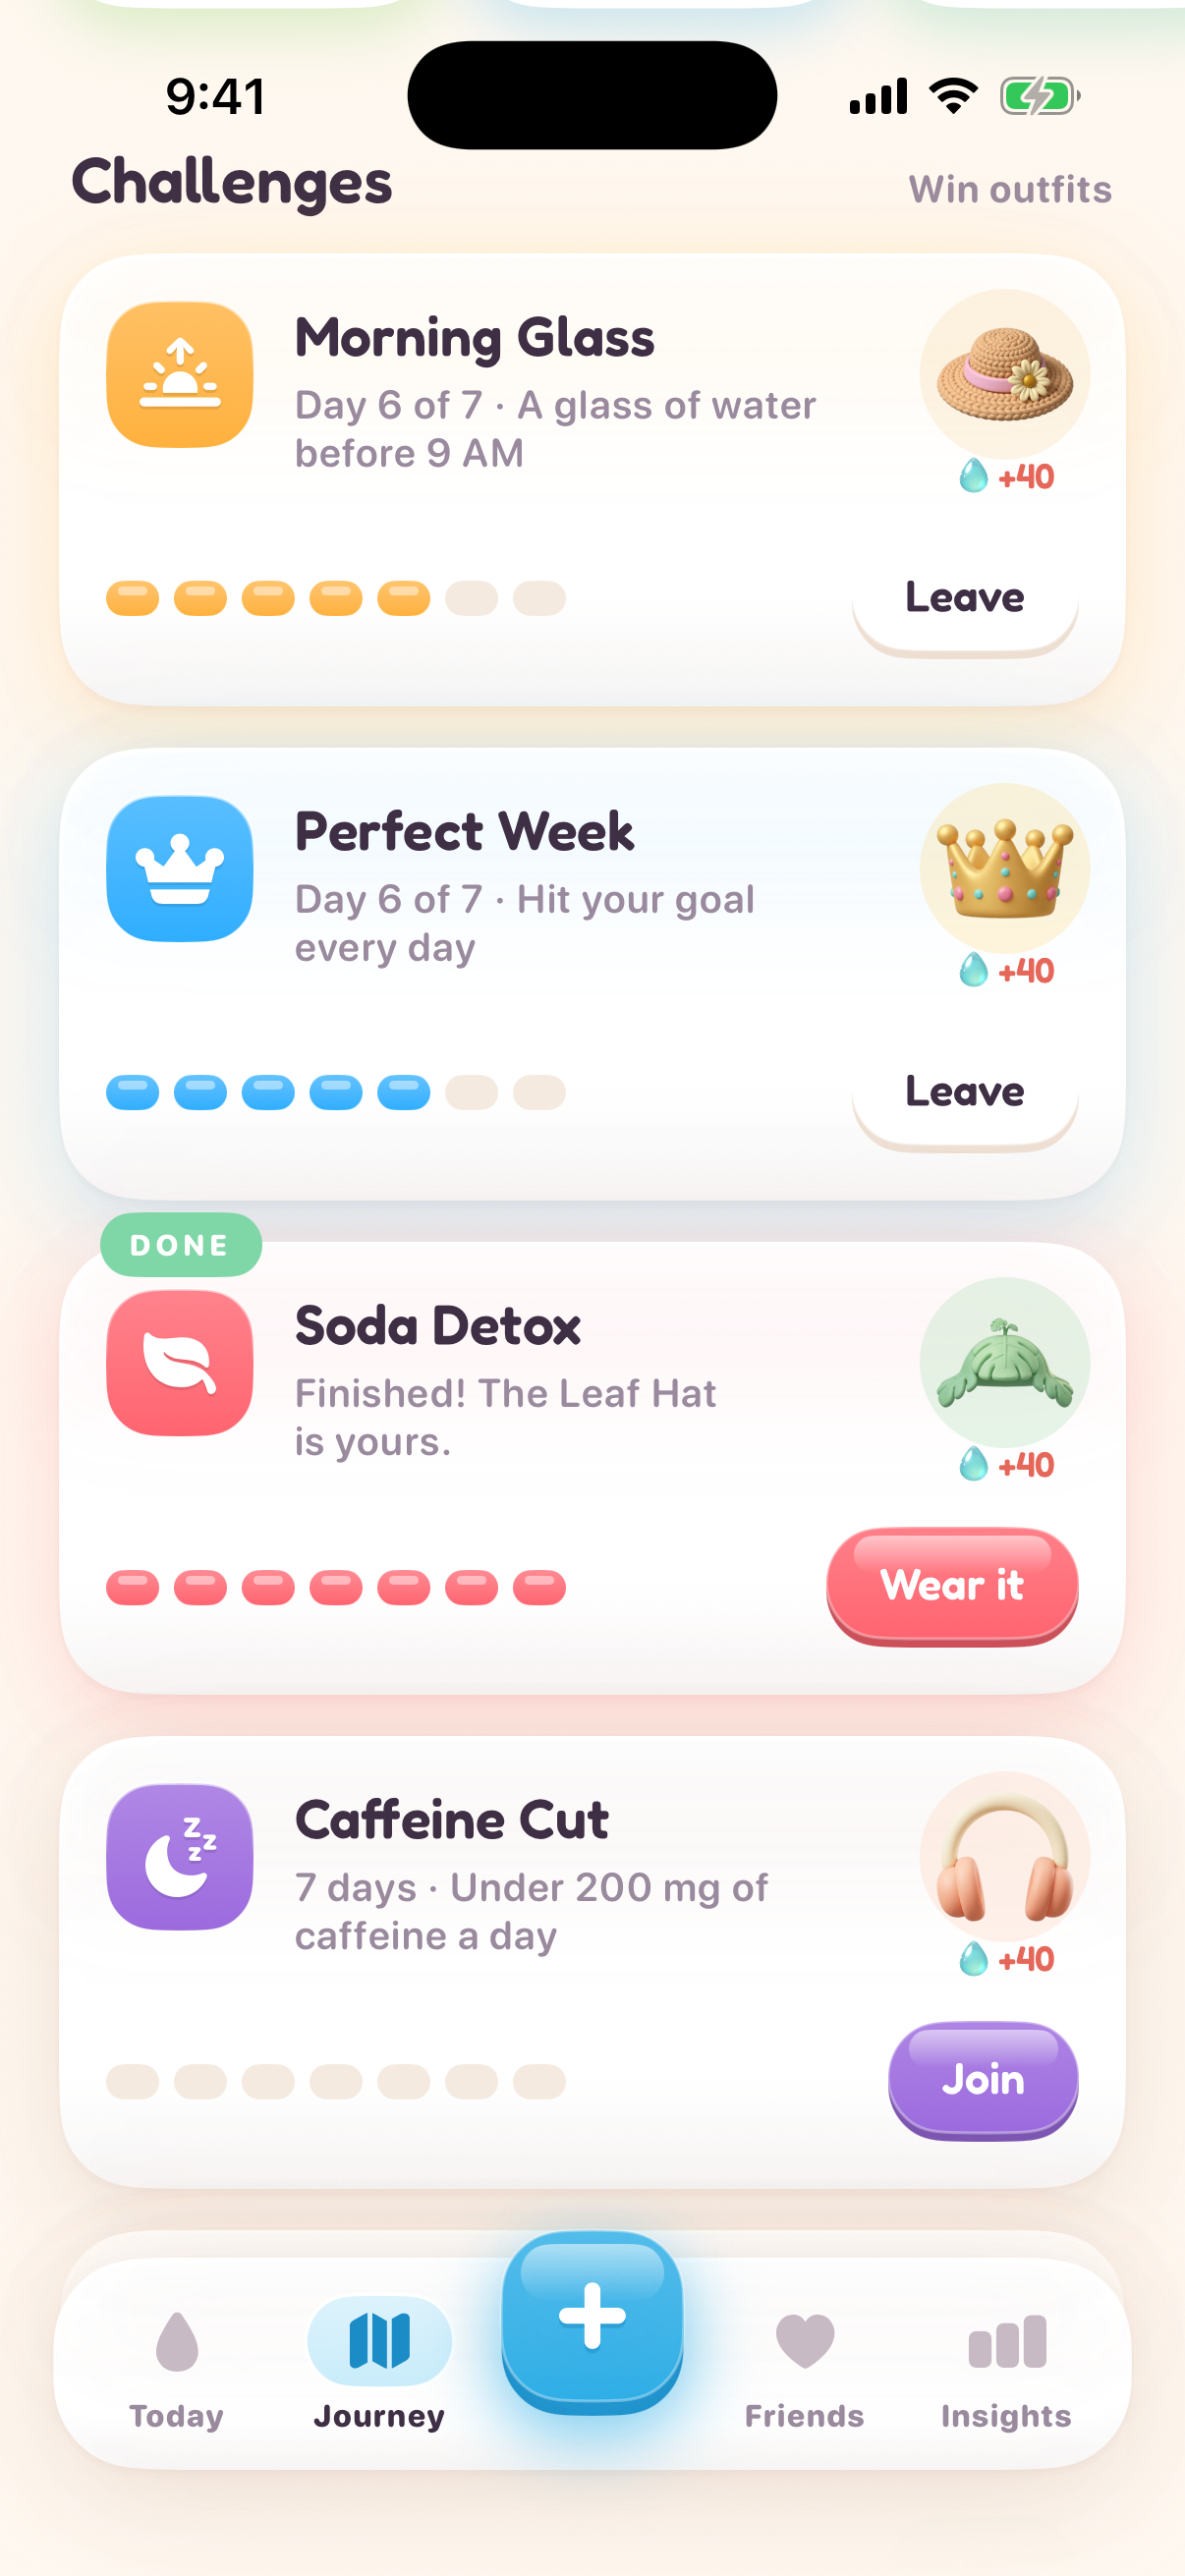 9:41
Challenges
Win outfits
Morning Glass
Day 6 of 7 · A glass of water
before 9 AM
+40
Leave
Perfect Week
Day 6 of 7 · Hit your goal
every day
+40
Leave
DONE
Soda Detox
Finished! The Leaf Hat
is yours.
+40
Wear it
Caffeine Cut
7 days · Under 200 mg of
caffeine a day
+40
Join
Today
Journey
Friends
Insights